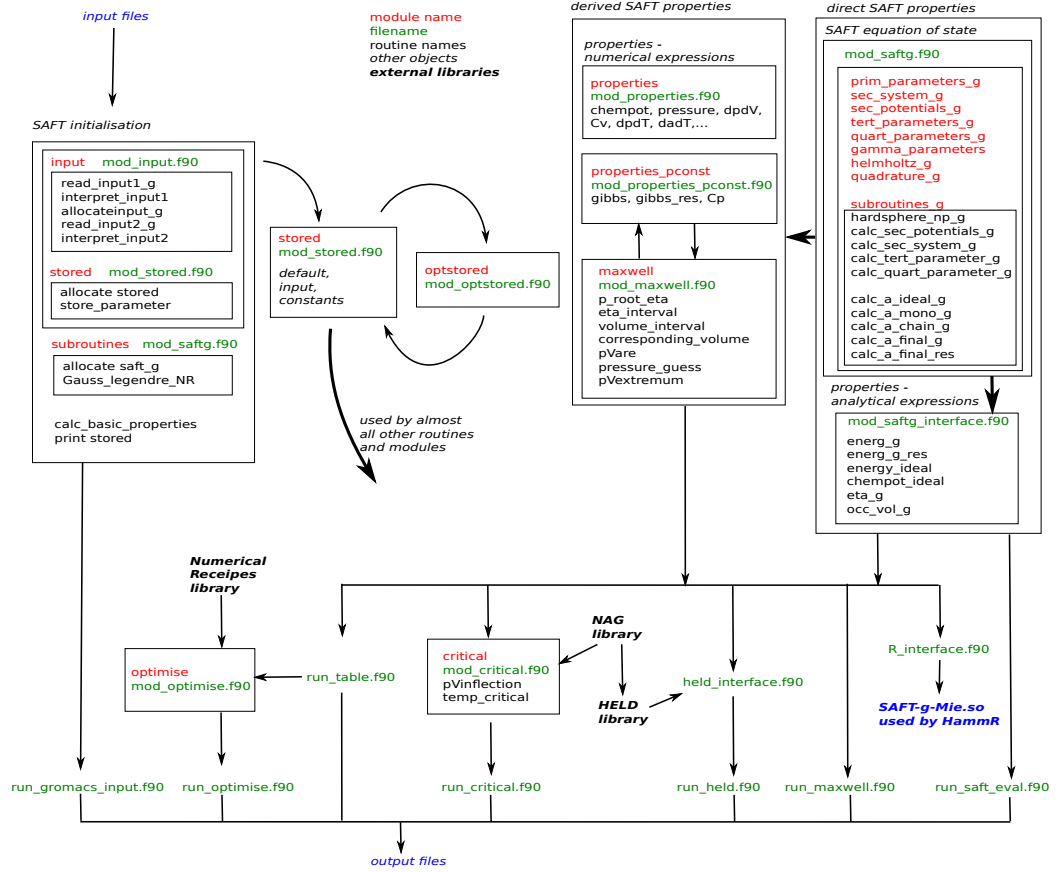 input files
module name
filename
routine names
other objects
external libraries
derived SAFT properties
direct SAFT properties
SAFT initialisation
input mod_input.f90
read_input1_g
interpret_input1
allocateinput_g
read_input2_g
interpret_input2
stored mod_stored.f90
allocate stored
store_parameter
subroutines mod_saftg.f90
allocate saft_g
Gauss_legendre_NR
calc_basic_properties
print stored
stored
mod_stored.f90
default,
input,
constants
optstored
mod_optstored.f90
used by almost
all other routines
and modules
properties -
numerical expressions
properties
mod_properties.f90
chempot, pressure, dpdV,
Cv, dpdT, dadT,...
properties_pconst
mod_properties_pconst.f90
gibbs, gibbs_res, Cp
maxwell
mod_maxwell.f90
p_root_eta
eta_interval
volume_interval
corresponding_volume
pVare
pressure_guess
pVextremum
SAFT equation of state
mod_saftg.f90
prim_parameters_g
sec_system_g
sec_potentials_g
tert_parameters_g
quart_parameters_g
gamma_parameters
helmholtz_g
quadrature_g
subroutines_g
hardsphere_np_g
calc_sec_potentials_g
calc_sec_system_g
calc_tert_parameter_g
calc_quart_parameter_g
calc_a_ideal_g
calc_a_mono_g
calc_a_chain_g
calc_a_final_g
calc_a_final_res
properties -
analytical expressions
mod_saftg_interface.f90
energ_g
energ_g_res
energy_ideal
chempot_ideal
eta_g
occ_vol_g
Numerical
Receipes
library
optimise
mod_optimise.f90
run_table.f90
critical
mod_critical.f90
pVinflection
temp_critical
NAG
library
HELD
library
held_interface.f90
R_interface.f90
SAFT-g-Mie.so
used by HammR
run_gromacs_input.f90
run_optimise.f90
run_critical.f90
run_held.f90
run_maxwell.f90
run_saft_eval.f90
output files